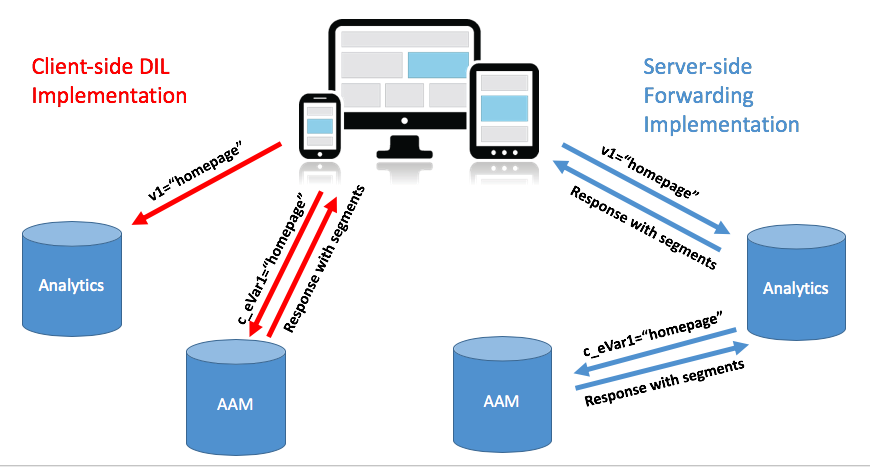 Client-side DIL
Implementation
Server-side
Forwarding
Implementation
v1=“homepage”
c_eVar1=“homepage”
Response with segments
v1=“homepage”
Response with segments
Analytics
AAM
Analytics
c_eVar1=“homepage”
Response with segments
AAM